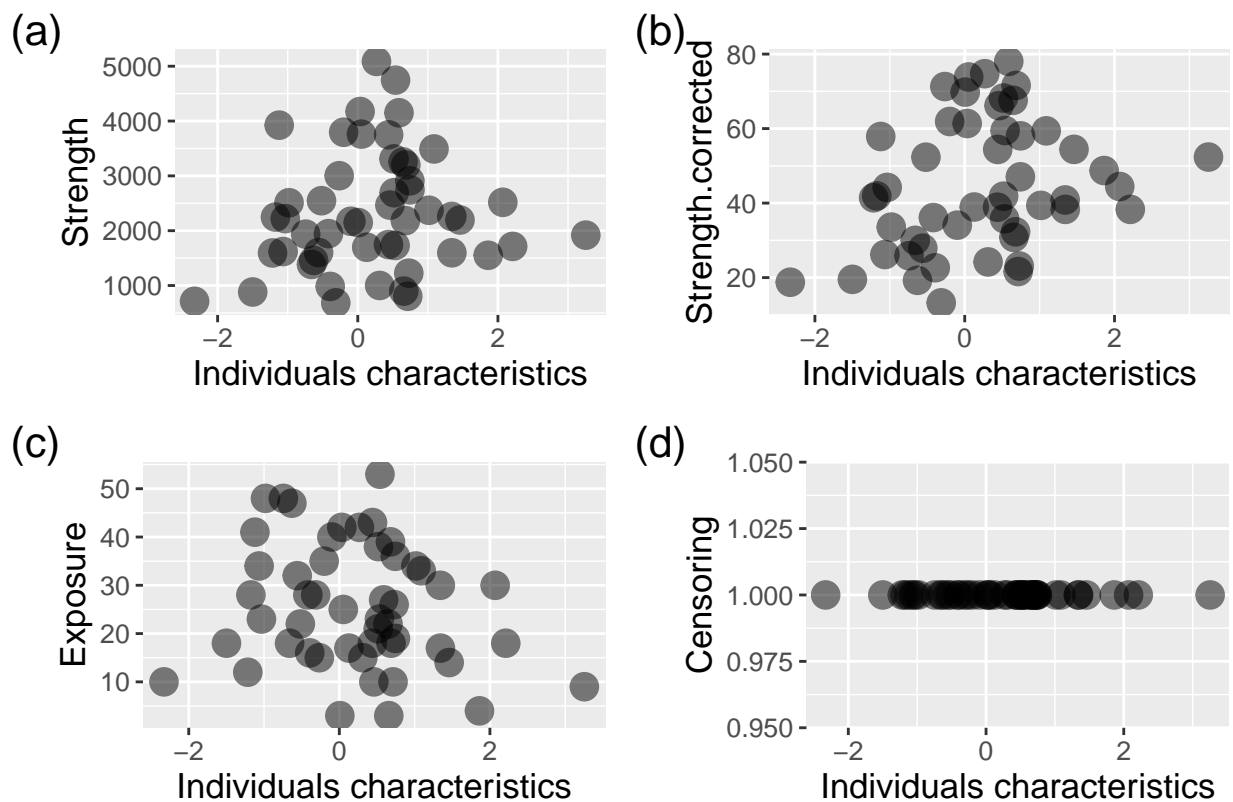 (a)
Strength
5000
4000
3000
2000
1000
−2 0 2
Individuals characteristics
(b)
Strength.corrected
80
60
40
20
−2 0 2
Individuals characteristics
(c)
Exposure
50
40
30
20
10
−2 0 2
Individuals characteristics
(d)
Censoring
1.050
1.025
1.000
0.975
0.950
−2 0 2
Individuals characteristics